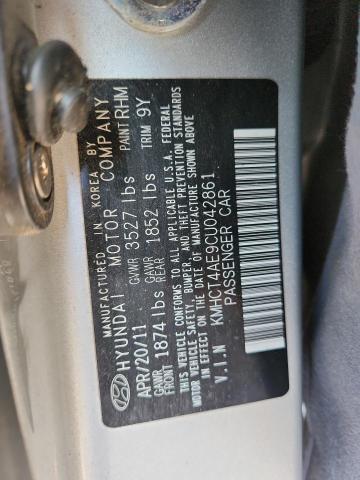 MANUFACTURED IN KOREA BY
HYUNDAI MOTOR COMPANY
APR/20/11 GVWR 3527 lbs PAINT RHM
GAWR FRONT 1874 lbs GAWR REAR 1852 lbs TRIM 9Y
THIS VEHICLE CONFORMS TO ALL APPLICABLE U.S.A. FEDERAL
MOTOR VEHICLE SAFETY, BUMPER, AND THEFT PREVENTION STANDARDS
IN EFFECT ON THE DATE OF MANUFACTURE SHOWN ABOVE.
V.I.N KMHCT4AE9CU042861
PASSENGER CAR